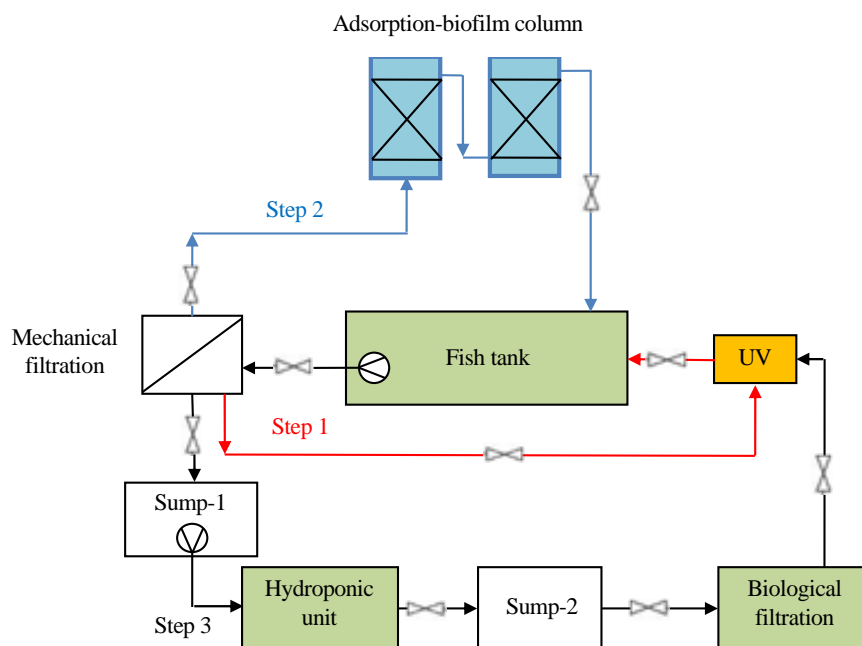 Adsorption-biofilm column
Step 2
Mechanical
filtration
Fish tank
UV
Step 1
Sump-1
Step 3
Hydroponic
unit
Sump-2
Biological
filtration